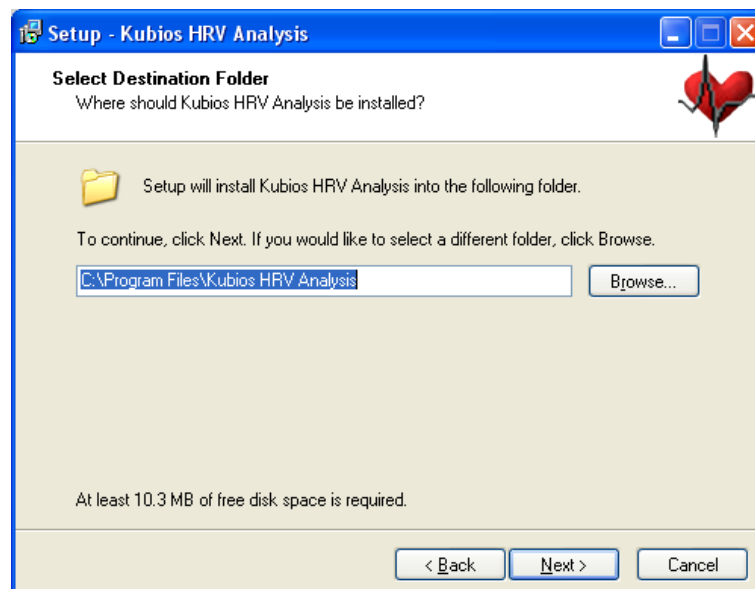 Setup - Kubios HRV Analysis
Select Destination Folder
Where should Kubios HRV Analysis be installed?
Setup will install Kubios HRV Analysis into the following folder.
To continue, click Next. If you would like to select a different folder, click Browse.
C:\Program Files\Kubios HRV Analysis
Browse...
At least 10.3 MB of free disk space is required.
< Back
Next >
Cancel